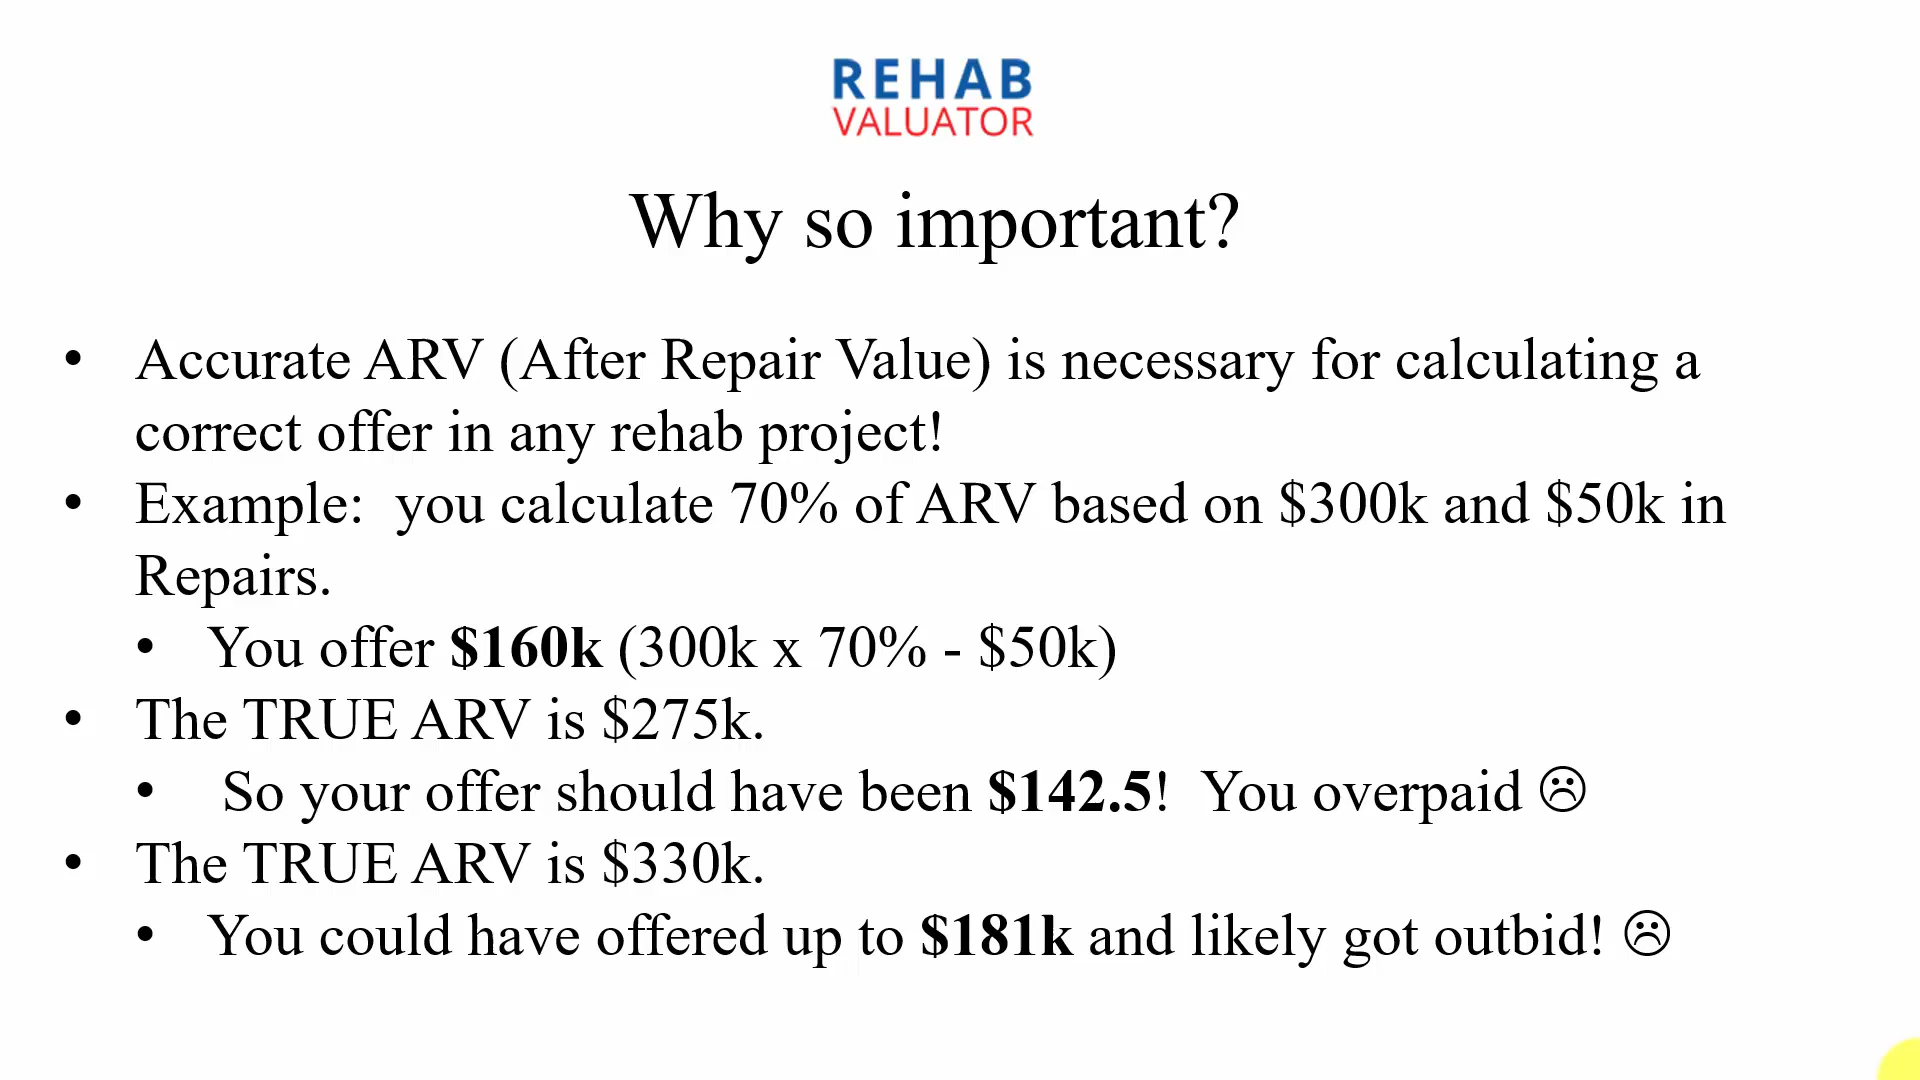 REHAB
VALUATOR
Why so important?
• Accurate ARV (After Repair Value) is necessary for calculating a
correct offer in any rehab project!
• Example:  you calculate 70% of ARV based on $300k and $50k in
Repairs.
• You offer $160k (300k x 70% - $50k)
• The TRUE ARV is $275k.
• So your offer should have been $142.5!  You overpaid ☹
• The TRUE ARV is $330k.
• You could have offered up to $181k and likely got outbid! ☹